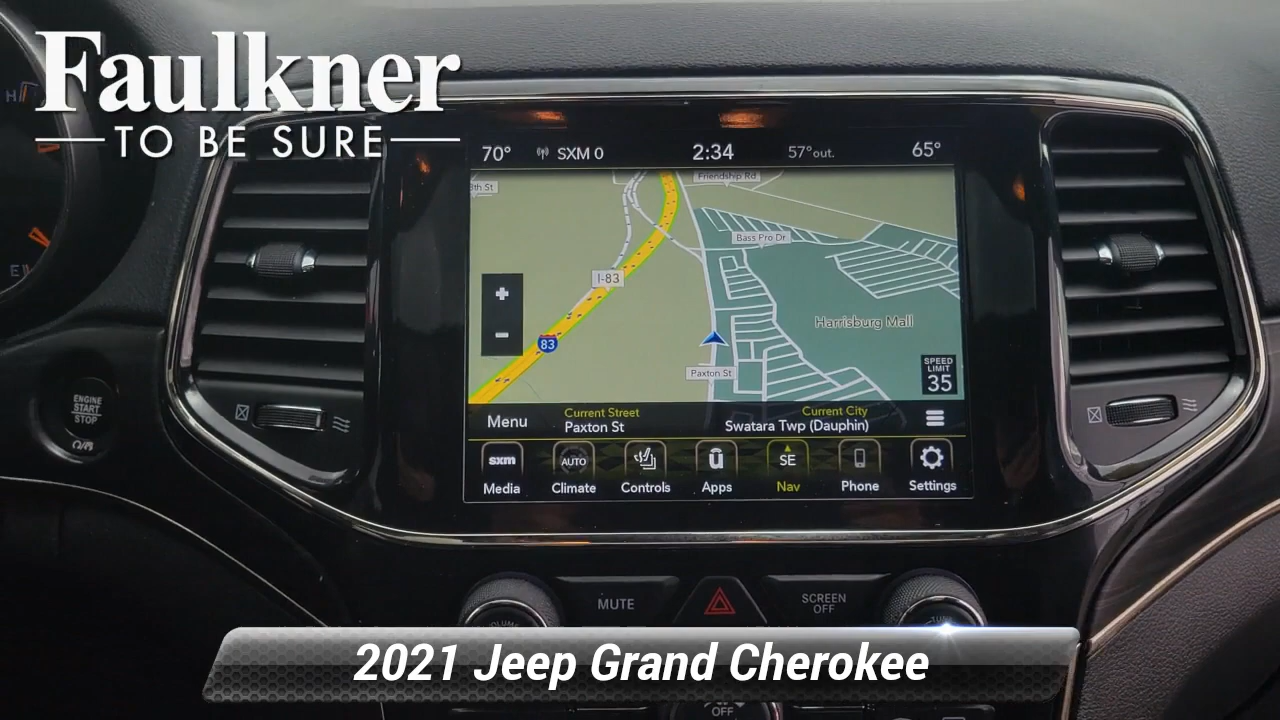 Faulkner
TO BE SURE
H
E
70° SXM 0 2:34 57°out. 65°
8th St
Friendship Rd
Bass Pro Dr
I-83
83
Harrisburg Mall
Paxton St
SPEED
LIMIT
35
Menu
Current Street
Paxton St
Current City
Swatara Twp (Dauphin)
sxm AUTO SE
Media Climate Controls Apps Nav Phone Settings
ENGINE
START
STOP
MUTE
SCREEN
OFF
VOLUME
TUNE
2021 Jeep Grand Cherokee
OFF